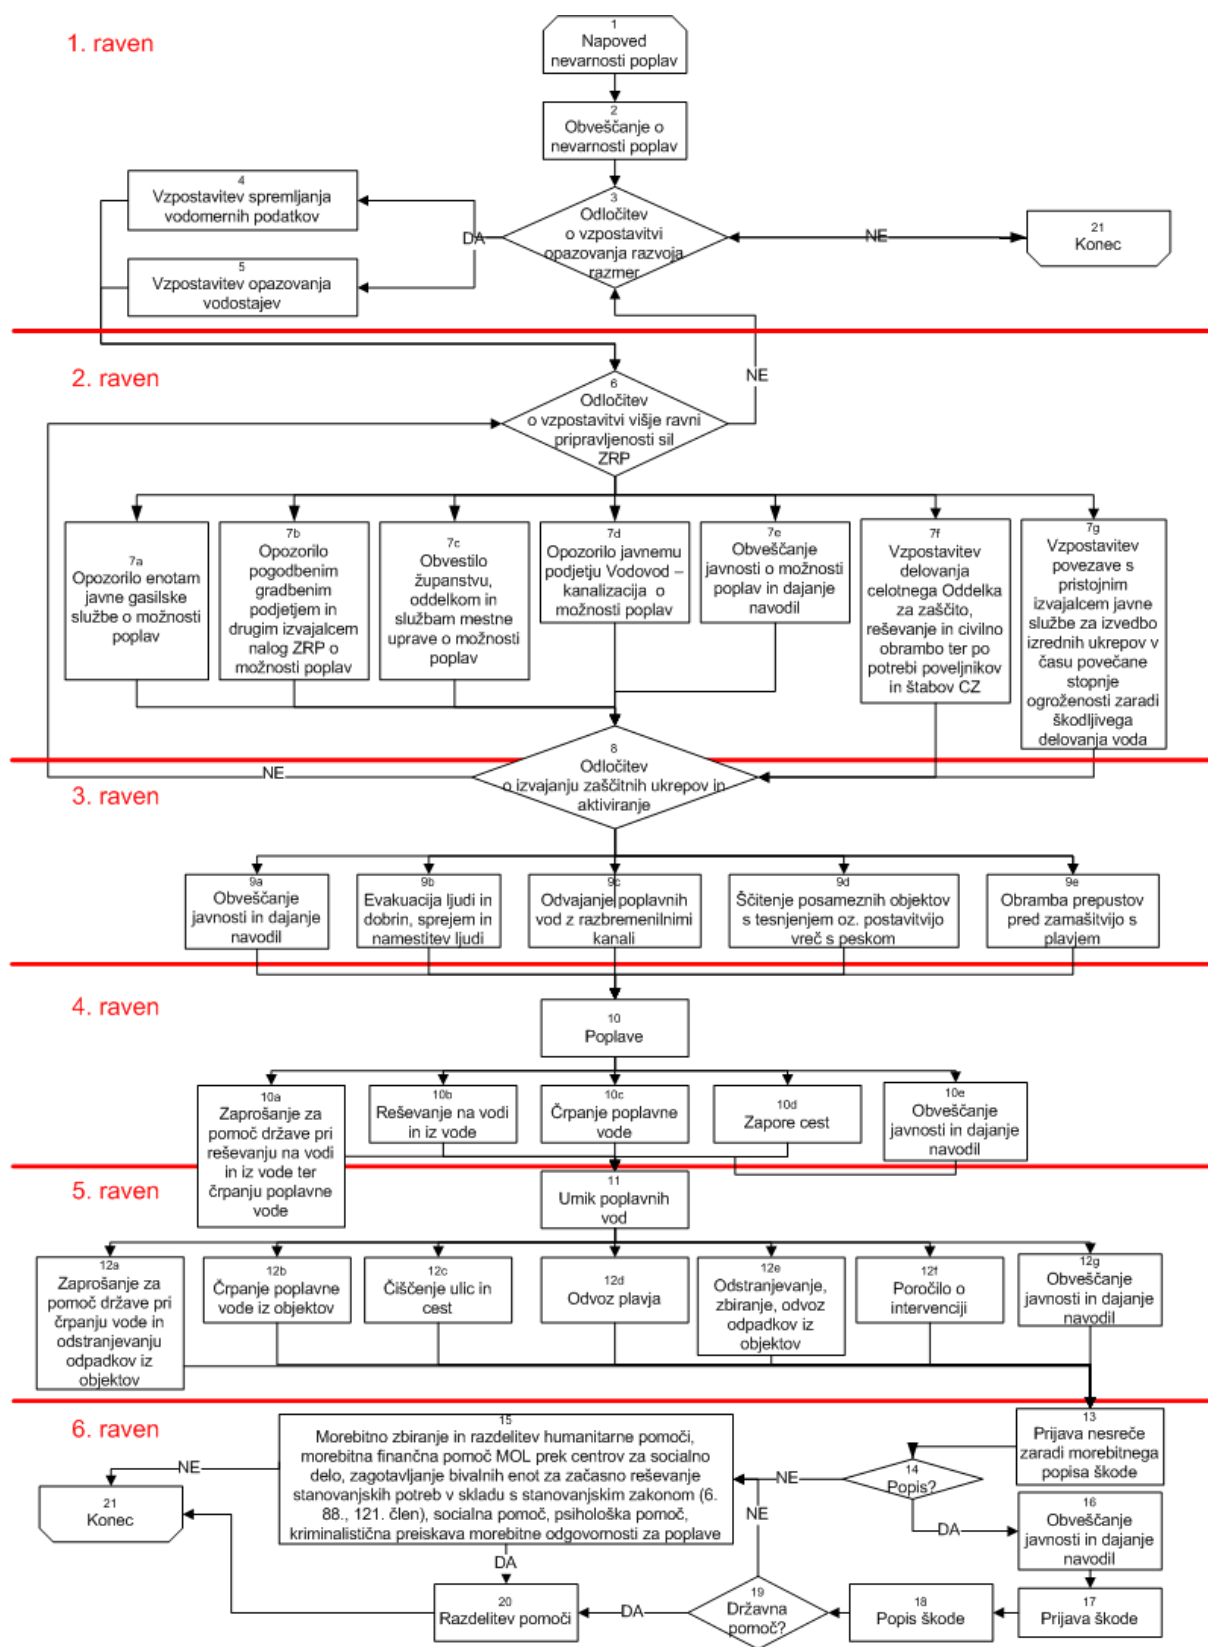 1. raven
1
Napoved
nevarnosti poplav
2
Obveščanje o
nevarnosti poplav
3
Odločitev
o vzpostavitvi
opazovanja razvoja
razmer
4
Vzpostavitev spremljanja
vodomernih podatkov
5
Vzpostavitev opazovanja
vodostajev
DA
NE
21
Konec
2. raven
NE
6
Odločitev
o vzpostavitvi višje ravni
pripravljenosti sil
ZRP
7a
Opozorilo enotam
javne gasilske
službe o možnosti
poplav
7b
Opozorilo
pogodbenim
gradbenim
podjetjem in
drugim izvajalcem
nalog ZRP o
možnosti poplav
7c
Obvestilo
županstvu,
oddelkom in
službam mestne
uprave o možnosti
poplav
7d
Opozorilo javnemu
podjetju Vodovod –
kanalizacija o
možnosti poplav
7e
Obveščanje
javnosti o možnosti
poplav in dajanje
navodil
7f
Vzpostavitev
delovanja
celotnega Oddelka
za zaščito,
reševanje in civilno
obrambo ter po
potrebi poveljnikov
in štabov CZ
7g
Vzpostavitev
povezave s
pristojnim
izvajalcem javne
službe za izvedbo
izrednih ukrepov v
času povečane
stopnje
ogroženosti zaradi
škodljivega
delovanja voda
3. raven
NE
8
Odločitev
o izvajanju zaščitnih ukrepov in
aktiviranje
9a
Obveščanje
javnosti in dajanje
navodil
9b
Evakuacija ljudi in
dobrin, sprejem in
namestitev ljudi
9c
Odvajanje poplavnih
vod z razbremenilnimi
kanali
9d
Ščitenje posameznih objektov
s tesnjenjem oz. postavitvijo
vreč s peskom
9e
Obramba prepustov
pred zamašitvijo s
plavjem
4. raven
10
Poplave
10a
Zaprošanje za
pomoč države pri
reševanju na vodi
in iz vode ter
črpanju poplavne
vode
10b
Reševanje na vodi
in iz vode
10c
Črpanje poplavne
vode
10d
Zapore cest
10e
Obveščanje
javnosti in dajanje
navodil
5. raven
11
Umik poplavnih
vod
12a
Zaprošanje za
pomoč države pri
črpanju vode in
odstranjevanju
odpadkov iz
objektov
12b
Črpanje poplavne
vode iz objektov
12c
Čiščenje ulic in
cest
12d
Odvoz plavja
12e
Odstranjevanje,
zbiranje, odvoz
odpadkov iz
objektov
12f
Poročilo o
intervenciji
12g
Obveščanje
javnosti in dajanje
navodil
6. raven
13
Prijava nesreče
zaradi morebitnega
popisa škode
14
Popis?
NE
DA
15
Morebitno zbiranje in razdelitev humanitarne pomoči,
morebitna finančna pomoč MOL prek centrov za socialno
delo, zagotavljanje bivalnih enot za začasno reševanje
stanovanjskih potreb v skladu s stanovanjskim zakonom (6.
88., 121. člen), socialna pomoč, psihološka pomoč,
kriminalistična preiskava morebitne odgovornosti za poplave
NE
21
Konec
DA
NE
16
Obveščanje
javnosti in dajanje
navodil
17
Prijava škode
18
Popis škode
19
Državna
pomoč?
DA
20
Razdelitev pomoči